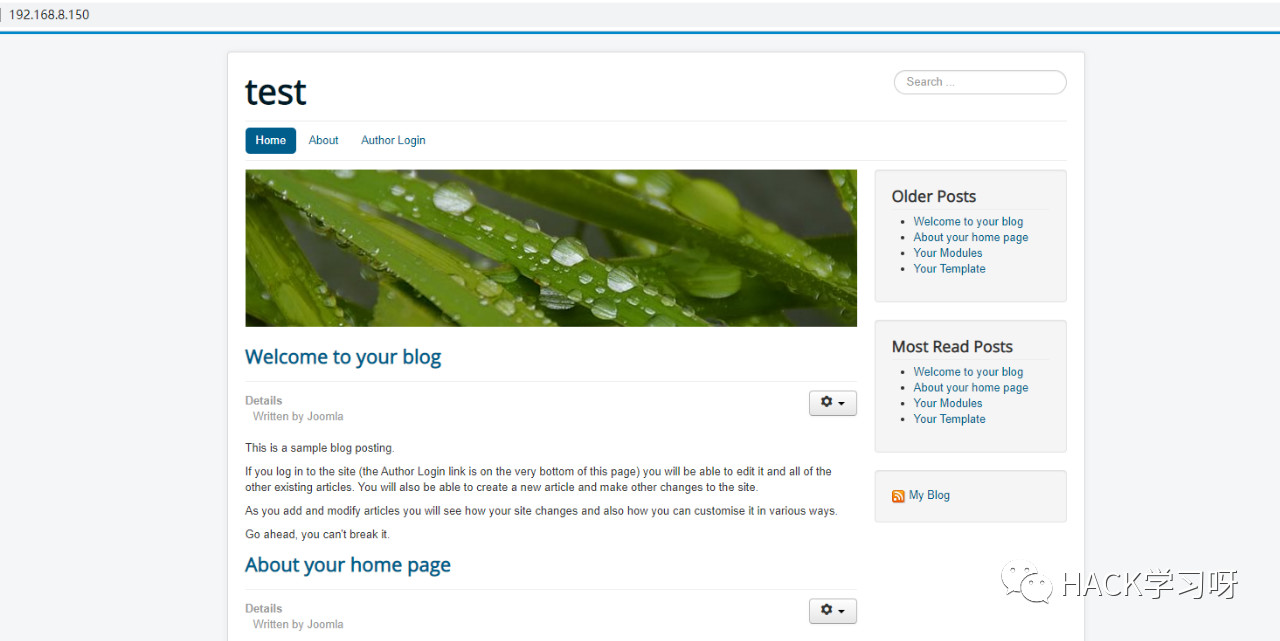 192.168.8.150
test
Search ...
Home About Author Login
Older Posts
Welcome to your blog
About your home page
Your Modules
Your Template
Most Read Posts
Welcome to your blog
About your home page
Your Modules
Your Template
My Blog
Welcome to your blog
Details
Written by Joomla
This is a sample blog posting.
If you log in to the site (the Author Login link is on the very bottom of this page) you will be able to edit it and all of the
other existing articles. You will also be able to create a new article and make other changes to the site.
As you add and modify articles you will see how your site changes and also how you can customise it in various ways.
Go ahead, you can't break it.
About your home page
Details
Written by Joomla
HACK学习呀